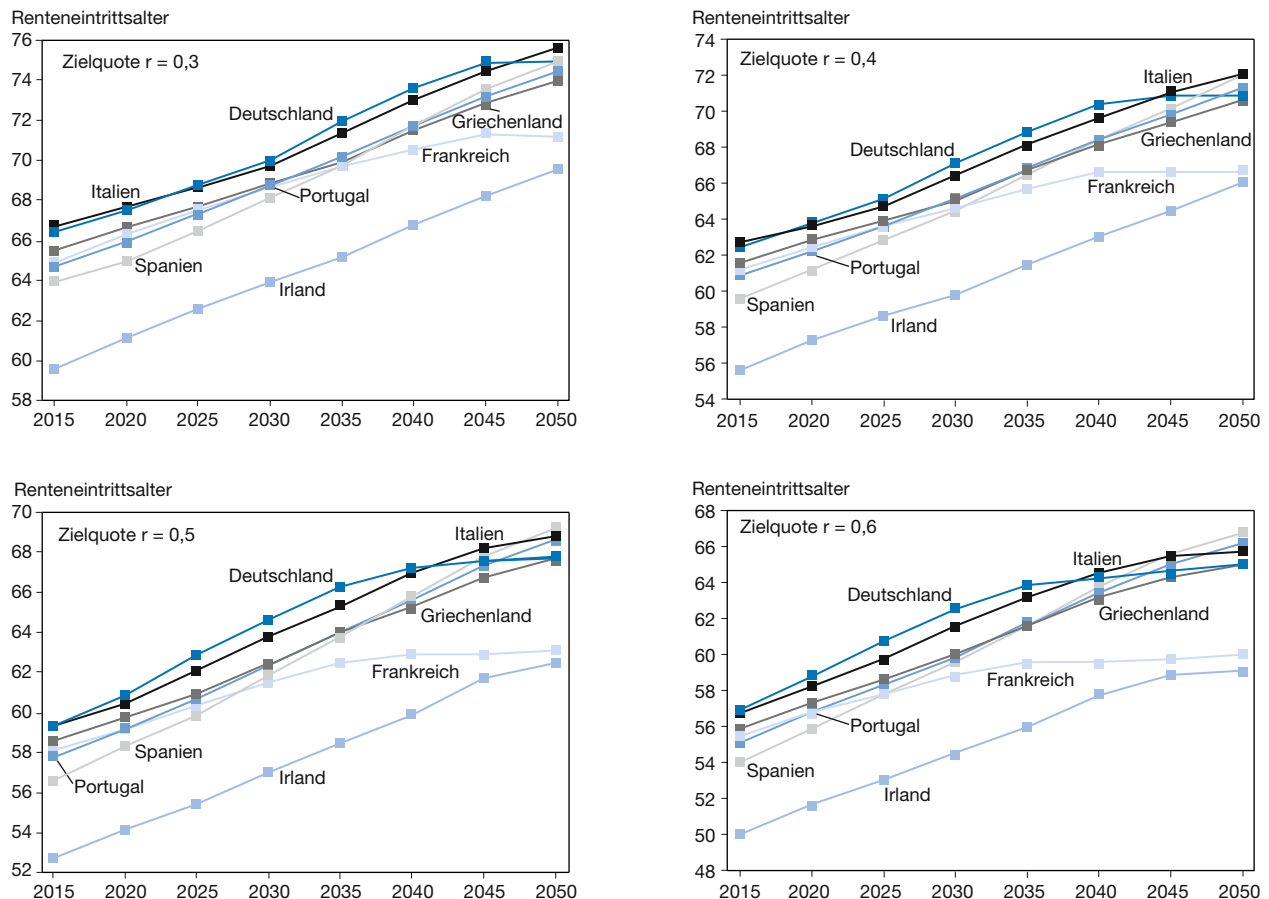 Renteneintrittsalter
Zielquote r = 0,3
76
74
72
70
68
66
64
62
60
58
Deutschland
Griechenland
Frankreich
Italien
Portugal
Spanien
Irland
2015 2020 2025 2030 2035 2040 2045 2050
Renteneintrittsalter
Zielquote r = 0,4
74
72
70
68
66
64
62
60
58
56
54
Italien
Deutschland
Griechenland
Frankreich
Portugal
Spanien
Irland
2015 2020 2025 2030 2035 2040 2045 2050
Renteneintrittsalter
Zielquote r = 0,5
70
68
66
64
62
60
58
56
54
52
Italien
Deutschland
Griechenland
Frankreich
Spanien
Portugal
Irland
2015 2020 2025 2030 2035 2040 2045 2050
Renteneintrittsalter
Zielquote r = 0,6
68
66
64
62
60
58
56
54
52
50
48
Italien
Deutschland
Griechenland
Frankreich
Portugal
Spanien
Irland
2015 2020 2025 2030 2035 2040 2045 2050